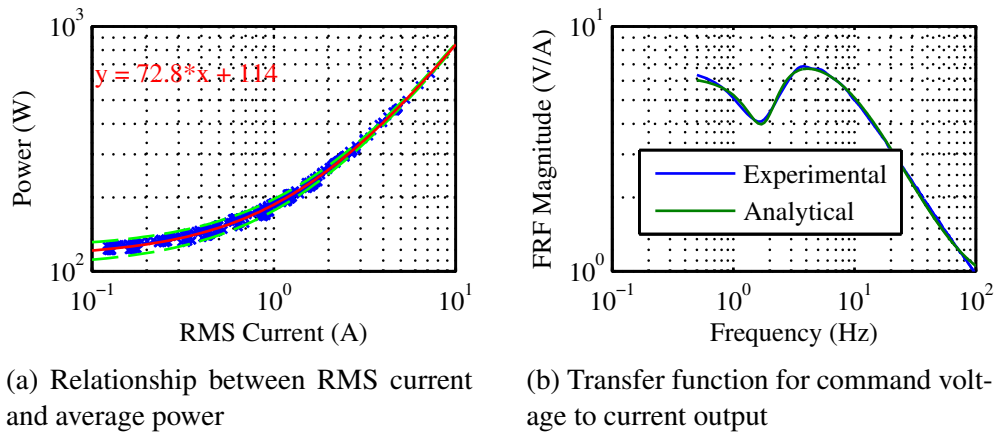 10^3
y = 72.8*x + 114
Power (W)
10^2
10^-1
10^0
10^1
RMS Current (A)
10^1
FRF Magnitude (V/A)
Experimental
Analytical
10^0
10^-1
10^0
10^1
10^2
Frequency (Hz)
(a) Relationship between RMS current
and average power
(b) Transfer function for command volt-
age to current output